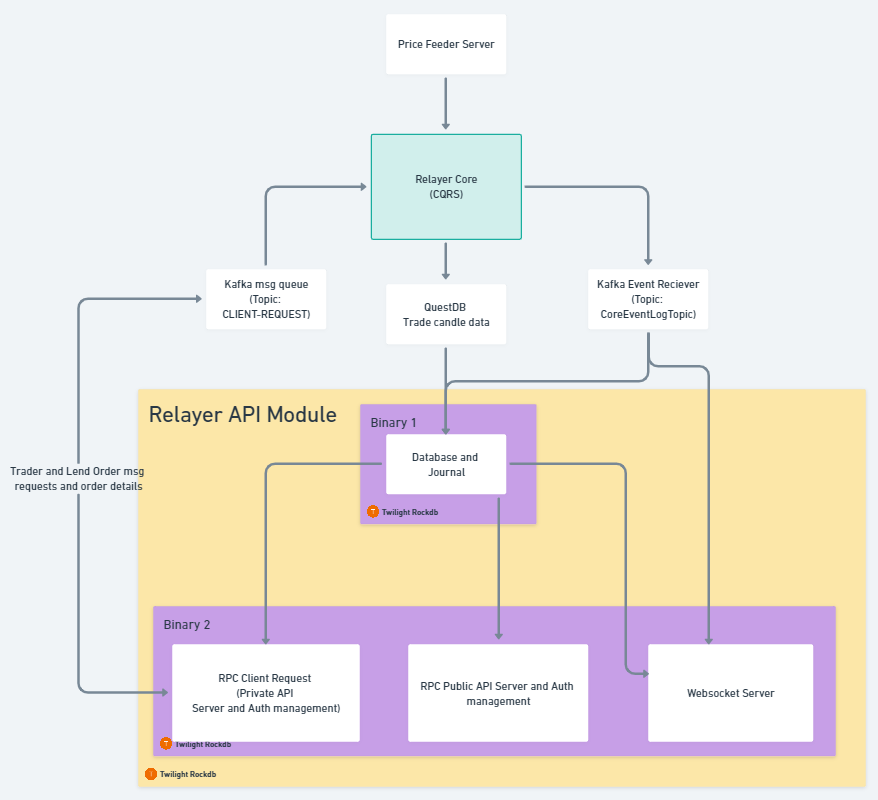 Price Feeder Server
Relayer Core
(CQRS)
Kafka msg queue
(Topic:
CLIENT-REQUEST)
QuestDB
Trade candle data
Kafka Event Reciever
(Topic:
CoreEventLogTopic)
Relayer API Module
Binary 1
Database and
Journal
T Twilight Rockdb
Trader and Lend Order msg
requests and order details
Binary 2
RPC Client Request
(Private API
Server and Auth management)
RPC Public API Server and Auth
management
Websocket Server
T Twilight Rockdb
T Twilight Rockdb